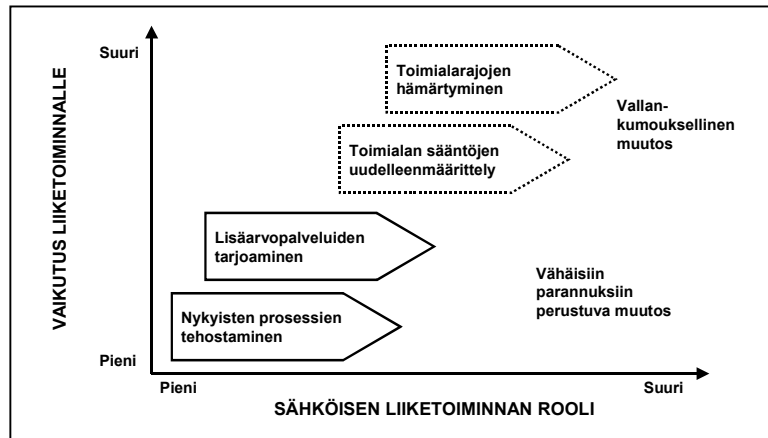 Suuri
Toimialarajojen
hämärtyminen
Vallan-
kumouksellinen
muutos
Toimialan sääntöjen
uudelleenmäärittely
VAIKUTUS LIIKETOIMINNALLE
Lisäarvopalveluiden
tarjoaminen
Vähäisiin
parannuksiin
perustuva muutos
Nykyisten prosessien
tehostaminen
Pieni
Pieni
Suuri
SÄHKÖISEN LIIKETOIMINNAN ROOLI